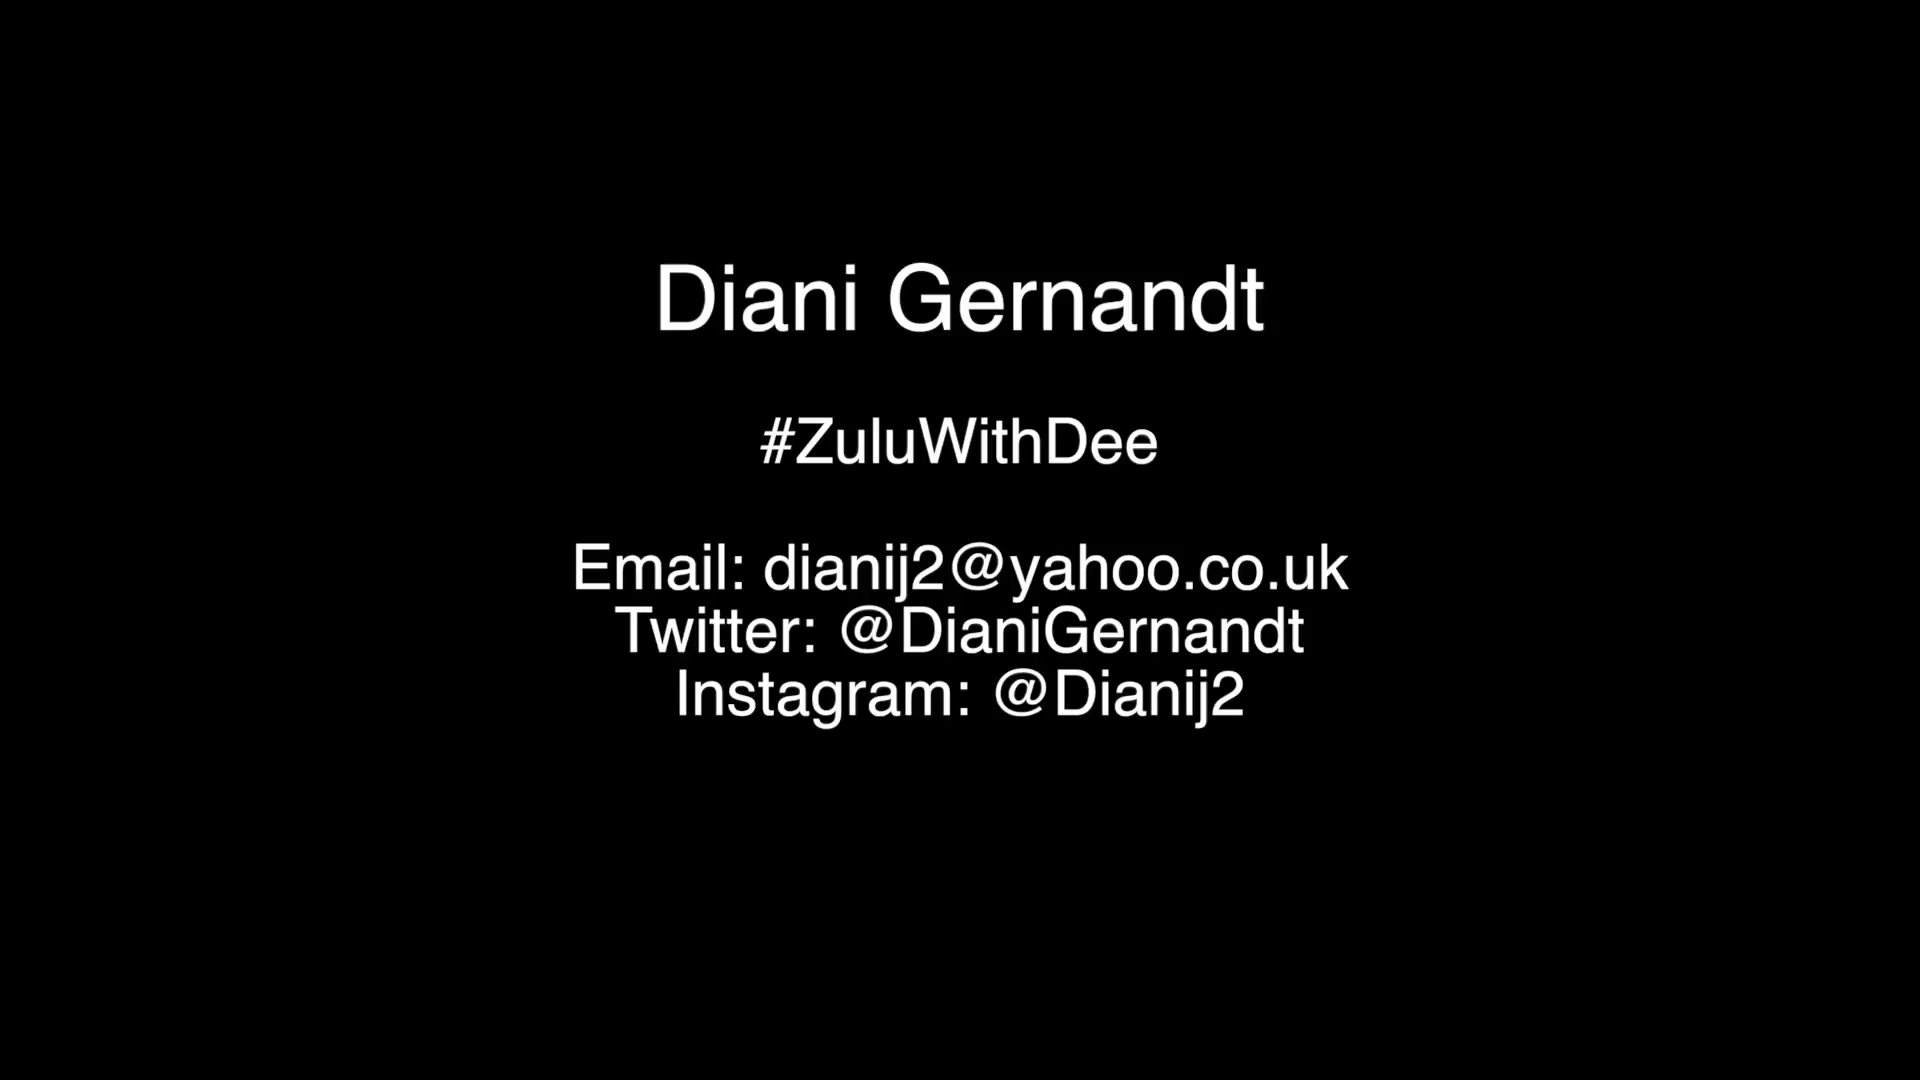 Diani Gernandt
#ZuluWithDee
Email: dianij2@yahoo.co.uk
Twitter: @DianiGernandt
Instagram: @Dianij2